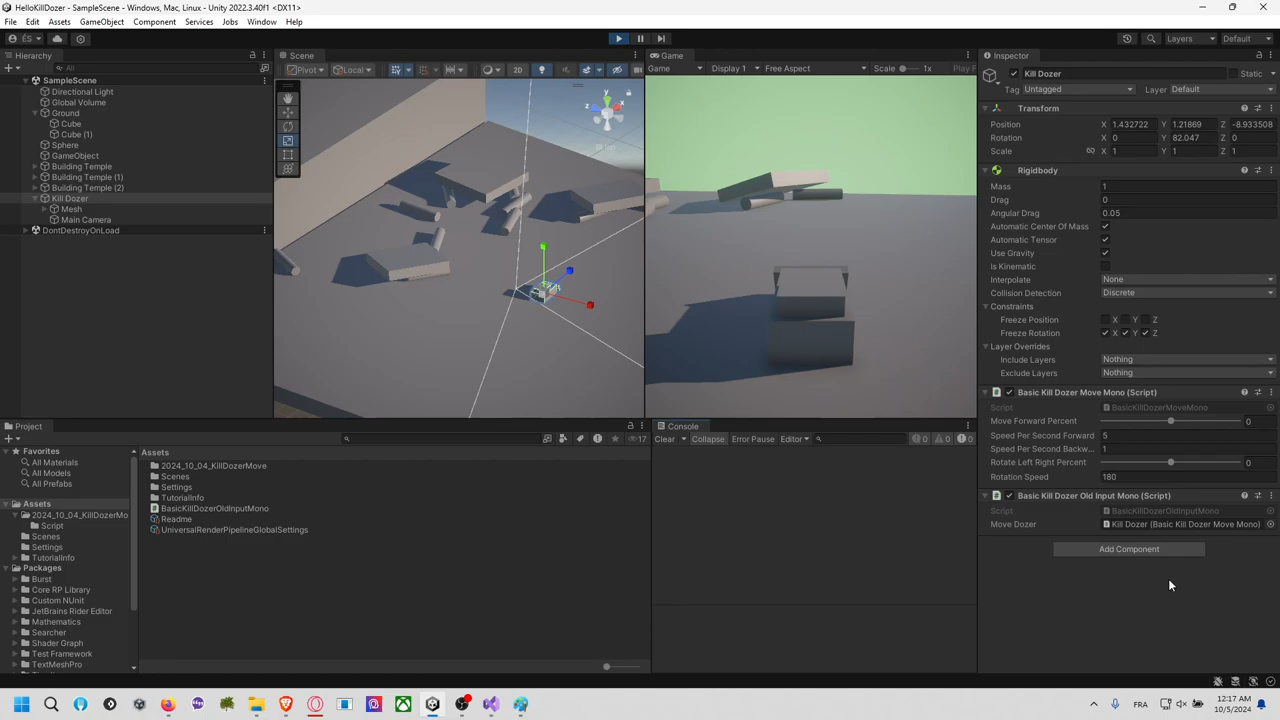 HelloKillDozer - SampleScene - Windows, Mac, Linux - Unity 2022.3.40f1 <DX11>
File Edit Assets GameObject Component Services Jobs Window Help
ÉS Layers Default
Hierarchy Scene Game Inspector
All Pivot Local 2D Game Display 1 Free Aspect Scale 1x Play F
SampleScene
Directional Light
Global Volume
Ground
Cube
Cube (1)
Sphere
GameObject
Building Temple
Building Temple (1)
Building Temple (2)
Kill Dozer
Mesh
Main Camera
DontDestroyOnLoad
y
x
z
Kill Dozer Static
Tag Untagged Layer Default
Transform
Position X 1.432722 Y 1.21869 Z -8.933508
Rotation X 0 Y 82.047 Z 0
Scale X 1 Y 1 Z 1
Rigidbody
Mass 1
Drag 0
Angular Drag 0.05
Automatic Center Of Mass
Automatic Tensor
Use Gravity
Is Kinematic
Interpolate None
Collision Detection Discrete
Constraints
Freeze Position X Y Z
Freeze Rotation X Y Z
Layer Overrides
Include Layers Nothing
Exclude Layers Nothing
Basic Kill Dozer Move Mono (Script)
Script BasicKillDozerMoveMono
Move Forward Percent 0
Speed Per Second Forward 5
Speed Per Second Backw... 1
Rotate Left Right Percent 0
Rotation Speed 180
Basic Kill Dozer Old Input Mono (Script)
Script BasicKillDozerOldInputMono
Move Dozer Kill Dozer (Basic Kill Dozer Move Mono)
Add Component
Project
17
Favorites
All Materials
All Models
All Prefabs
Assets
2024_10_04_KillDozerMo
Script
Scenes
Settings
TutorialInfo
Packages
Burst
Core RP Library
Custom NUnit
JetBrains Rider Editor
Mathematics
Searcher
Shader Graph
Test Framework
TextMeshPro
Assets
2024_10_04_KillDozerMove
Scenes
Settings
TutorialInfo
BasicKillDozerOldInputMono
Readme
UniversalRenderPipelineGlobalSettings
Console
Clear Collapse Error Pause Editor 0 0 0
FRA 12:17 AM
10/5/2024